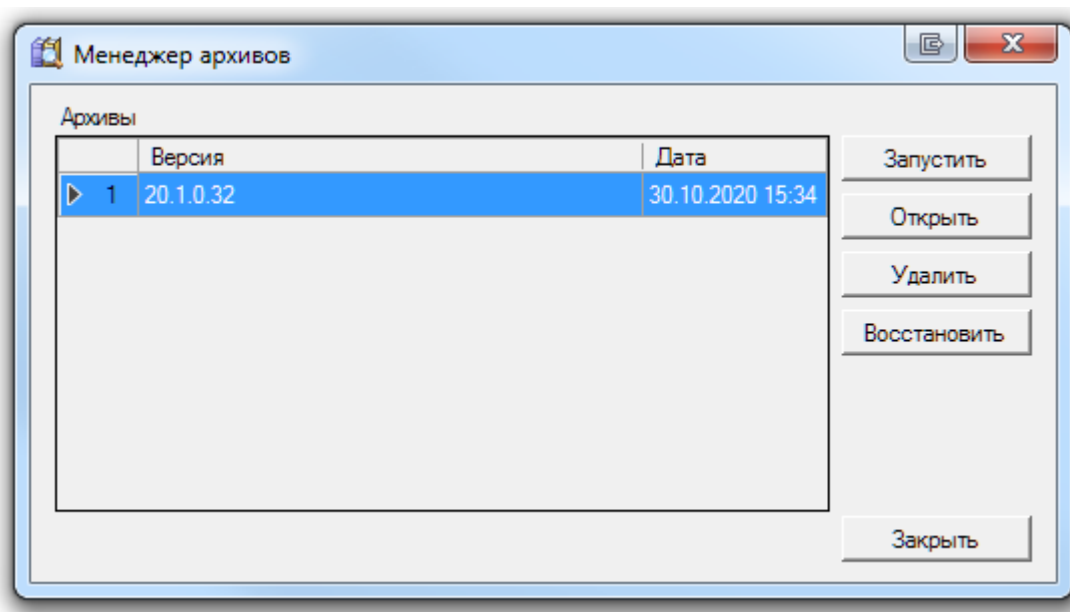 Менеджер архивов
Архивы
Версия Дата
1 20.1.0.32 30.10.2020 15:34
Запустить
Открыть
Удалить
Восстановить
Закрыть